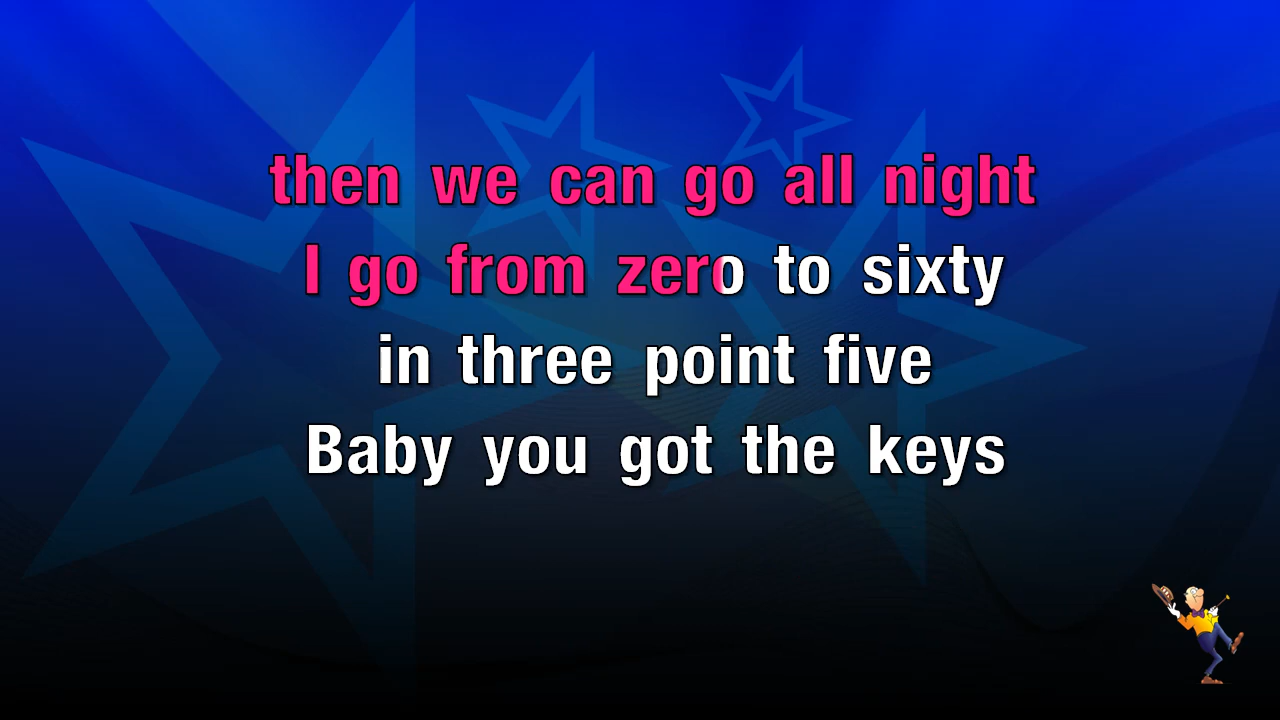 then we can go all night
I go from zero to sixty
in three point five
Baby you got the keys